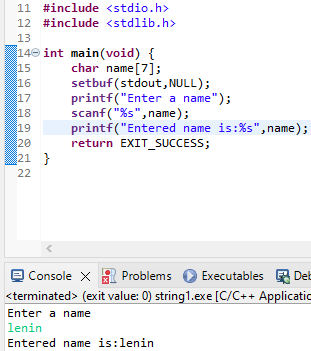 11 #include <stdio.h>
12 #include <stdlib.h>
13
14 int main(void) {
15 char name[7];
16 setbuf(stdout,NULL);
17 printf("Enter a name");
18 scanf("%s",name);
19 printf("Entered name is:%s",name);
20 return EXIT_SUCCESS;
21 }
22
Console Problems Executables Deb
<terminated> (exit value: 0) string1.exe [C/C++ Applicatio
Enter a name
lenin
Entered name is:lenin